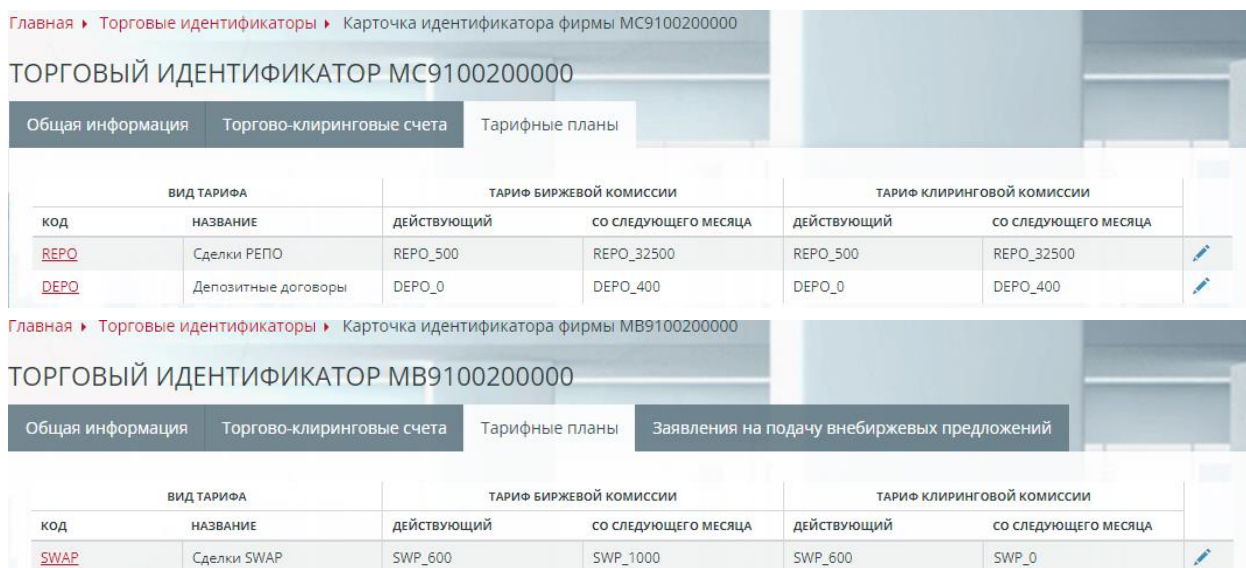 Главная ▸ Торговые идентификаторы ▸ Карточка идентификатора фирмы MC9100200000
ТОРГОВЫЙ ИДЕНТИФИКАТОР MC9100200000
Общая информация Торгово-клиринговые счета Тарифные планы
ВИД ТАРИФА ТАРИФ БИРЖЕВОЙ КОМИССИИ ТАРИФ КЛИРИНГОВОЙ КОМИССИИ
КОД НАЗВАНИЕ ДЕЙСТВУЮЩИЙ СО СЛЕДУЮЩЕГО МЕСЯЦА ДЕЙСТВУЮЩИЙ СО СЛЕДУЮЩЕГО МЕСЯЦА
REPO Сделки РЕПО REPO_500 REPO_32500 REPO_500 REPO_32500
DEPO Депозитные договоры DEPO_0 DEPO_400 DEPO_0 DEPO_400
Главная ▸ Торговые идентификаторы ▸ Карточка идентификатора фирмы MB9100200000
ТОРГОВЫЙ ИДЕНТИФИКАТОР MB9100200000
Общая информация Торгово-клиринговые счета Тарифные планы Заявления на подачу внебиржевых предложений
ВИД ТАРИФА ТАРИФ БИРЖЕВОЙ КОМИССИИ ТАРИФ КЛИРИНГОВОЙ КОМИССИИ
КОД НАЗВАНИЕ ДЕЙСТВУЮЩИЙ СО СЛЕДУЮЩЕГО МЕСЯЦА ДЕЙСТВУЮЩИЙ СО СЛЕДУЮЩЕГО МЕСЯЦА
SWAP Сделки SWAP SWP_600 SWP_1000 SWP_600 SWP_0